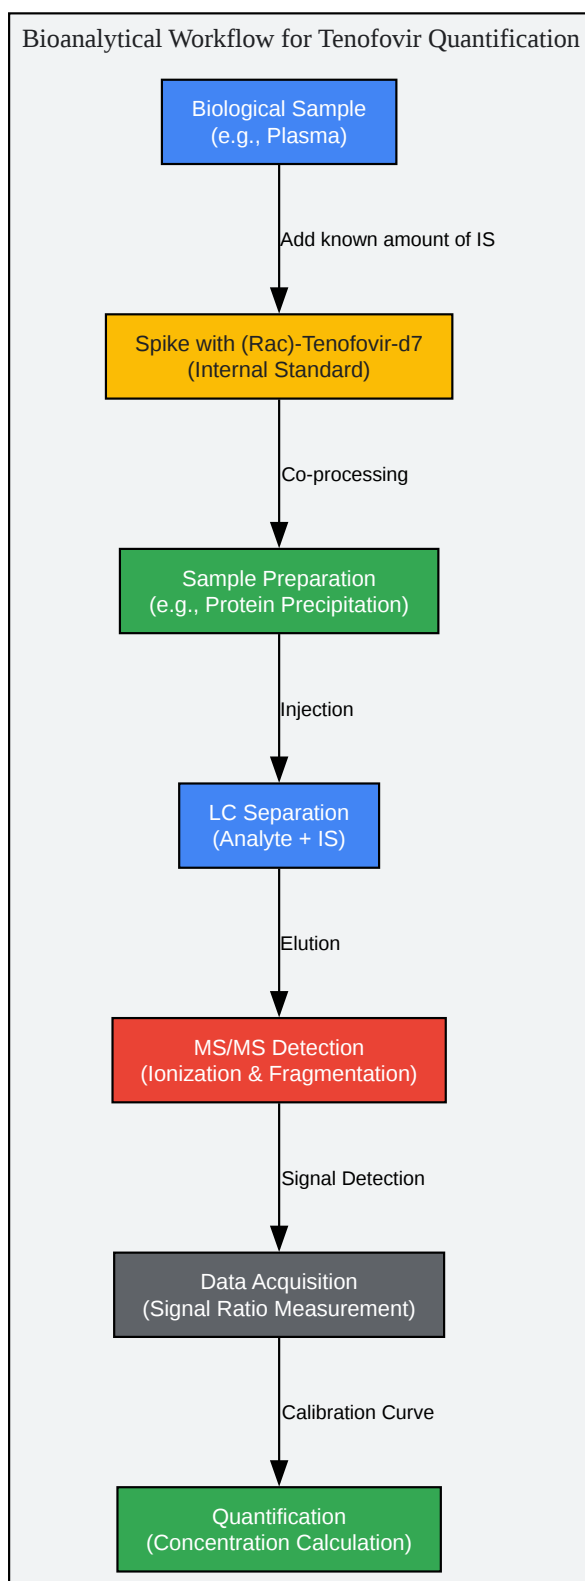 Bioanalytical Workflow for Tenofovir Quantification
Biological Sample
(e.g., Plasma)
Add known amount of IS
Spike with (Rac)-Tenofovir-d7
(Internal Standard)
Co-processing
Sample Preparation
(e.g., Protein Precipitation)
Injection
LC Separation
(Analyte + IS)
Elution
MS/MS Detection
(Ionization & Fragmentation)
Signal Detection
Data Acquisition
(Signal Ratio Measurement)
Calibration Curve
Quantification
(Concentration Calculation)